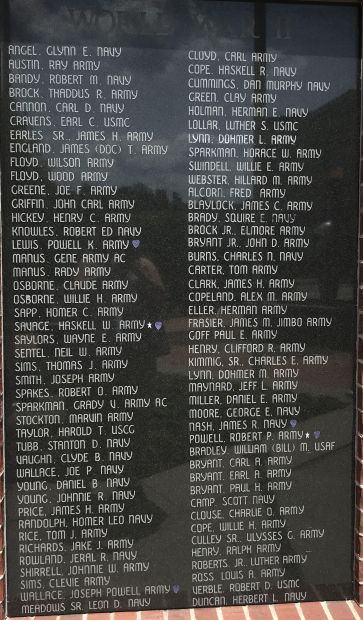 WORLD WAR II
ANGEL, GLYNN E. NAVY
AUSTIN, RAY ARMY
BANDY, ROBERT M. NAVY
BROCK, THADDUS R. ARMY
CANNON, CARL D. NAVY
CRAVENS, EARL C. USMC
EARLES SR., JAMES H. ARMY
ENGLAND, JAMES (DOC) T. ARMY
FLOYD, WILSON ARMY
FLOYD, WOOD ARMY
GREENE, JOE F. ARMY
GRIFFIN, JOHN CARL ARMY
HICKEY, HENRY C. ARMY
KNOWLES, ROBERT ED NAVY
LEWIS, POWELL K. ARMY
MANUS, GENE ARMY AC
MANUS, RADY ARMY
OSBORNE, CLAUDE ARMY
OSBORNE, WILLIE H. ARMY
SAPP, HOMER C. ARMY
SAVAGE, HASKELL W. ARMY ★
SAYLORS, WAYNE E. ARMY
SENTEL, NEIL W. ARMY
SIMS, THOMAS J. ARMY
SMITH, JOSEPH ARMY
SPAKES, ROBERT O. ARMY
SPARKMAN, GRADY V. ARMY AC
STOCKTON, MARVIN ARMY
TAYLOR, HAROLD T. USCG
TUBB, STANTON D. NAVY
VAUGHN, CLYDE B. NAVY
WALLACE, JOE P. NAVY
YOUNG, DANIEL B. NAVY
YOUNG, JOHNNIE R. NAVY
PRICE, JAMES H. ARMY
RANDOLPH, HOMER LEO NAVY
RICE, TOM J. ARMY
RICHARDS, JAKE J. ARMY
ROWLAND, JERAL R. NAVY
SHIRRELL, JOHNNIE W. ARMY
SIMS, CLEVIE ARMY
WALLACE, JOSEPH POWELL ARMY
MEADOWS SR., LEON D. NAVY
CLUYD, CARL ARMY
COPE, HASKELL R. NAVY
CUMMINGS, DAN MURPHY NAVY
GREEN, CLAY ARMY
HOLMAN, HERMAN E. NAVY
LOLLAR, LUTHER S. USMC
LYNN, DOHMER L. ARMY
SPARKMAN, HORACE W. ARMY
SWINDELL, WILLIE E. ARMY
WEBSTER, HILLARD M. ARMY
ALCORN, FRED ARMY
BLAYLOCK, JAMES C. ARMY
BRADY, SQUIRE E. NAVY
BROCK JR., ELMORE ARMY
BRYANT JR., JOHN D. ARMY
BURNS, CHARLES N. NAVY
CARTER, TOM ARMY
CLARK, JAMES H. ARMY
COPELAND, ALEX M. ARMY
ELLER, HERMAN ARMY
FRASIER, JAMES M. JIMBO ARMY
GOFF PAUL E. ARMY
HENRY, CLIFFORD R. ARMY
KIMMIG, SR., CHARLES E. ARMY
LYNN, DOHMER M. ARMY
MAYNARD, JEFF L. ARMY
MILLER, DANIEL E. ARMY
MOORE, GEORGE E. NAVY
NASH, JAMES R. NAVY
POWELL, ROBERT P. ARMY ★
BRADLEY, WILLIAM (BILL) M. USAF
BRYANT, CARL A. ARMY
BRYANT, EARL A. ARMY
BRYANT, PAUL H. ARMY
CAMP, SCOTT NAVY
CLOUSE, CHARLIE O. ARMY
COPE, WILLIE H. ARMY
CULLEY SR., ULYSSES G. ARMY
HENRY, RALPH ARMY
ROBERTS, JR., LUTHER ARMY
ROSS, LOUIS A. ARMY
VERBLE, ROBERT D. USMC
DUNCAN, HERBERT L. NAVY